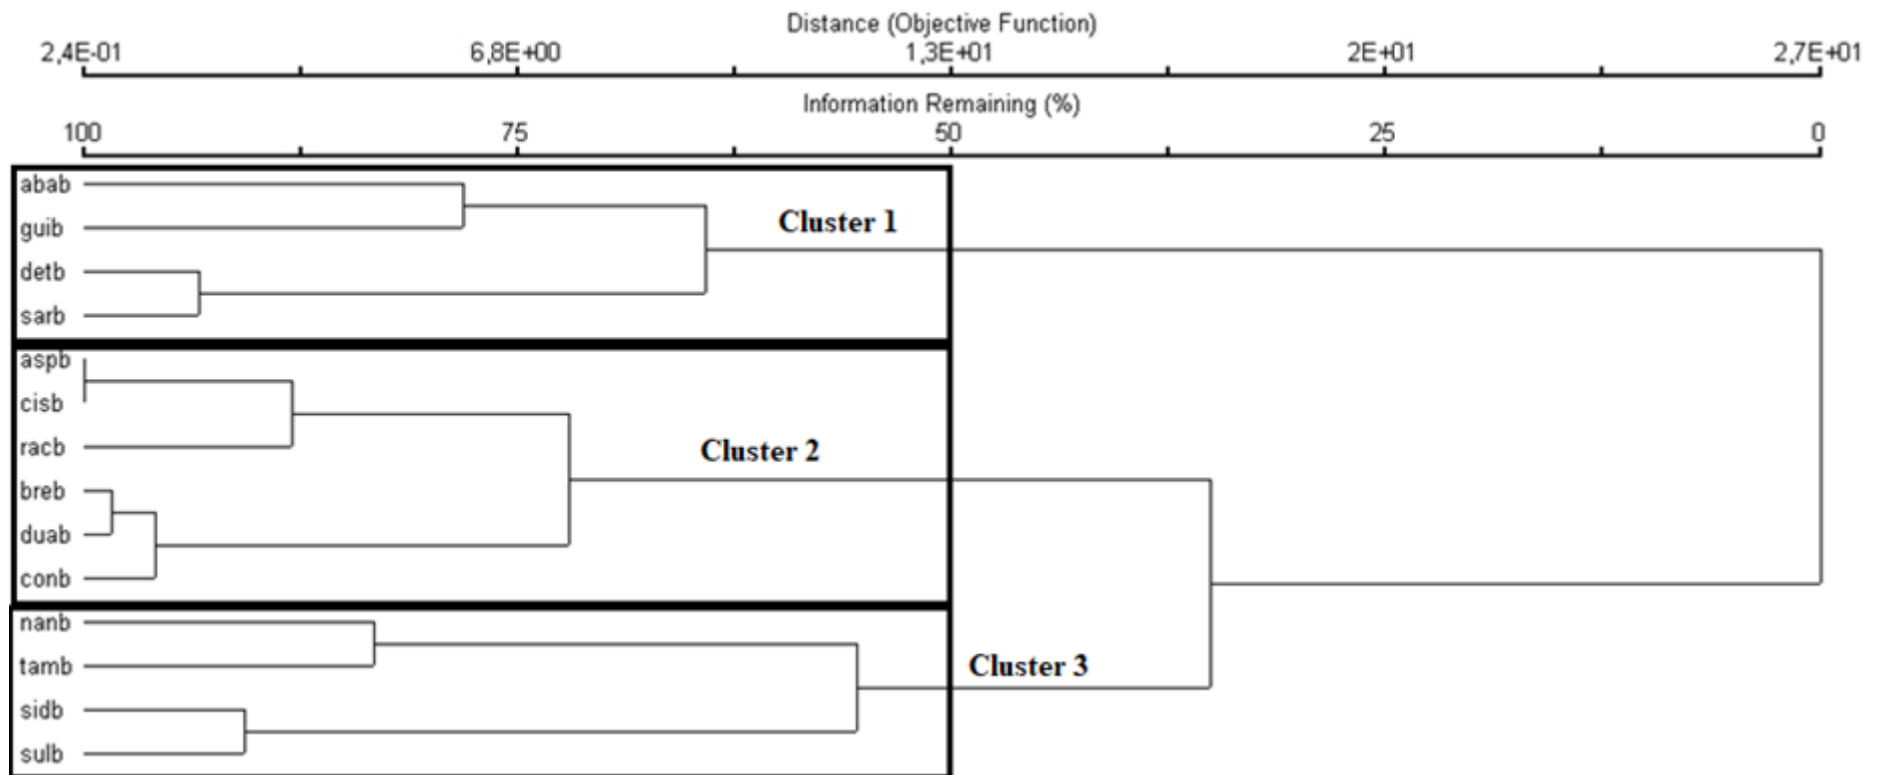 Distance (Objective Function)
2,4E-01 6,8E+00 1,3E+01 2E+01 2,7E+01
Information Remaining (%)
100 75 50 25 0
abab
guib
Cluster 1
detb
sarb
aspb
cisb
racb
Cluster 2
breb
duab
conb
nanb
tamb
Cluster 3
sidb
sulb